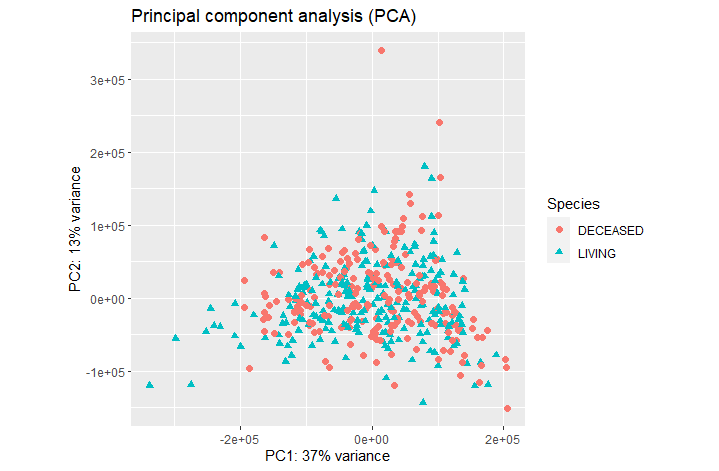 Principal component analysis (PCA)
3e+05
2e+05
1e+05
0e+00
-1e+05
PC2: 13% variance
-2e+05
0e+00
2e+05
PC1: 37% variance
Species
DECEASED
LIVING